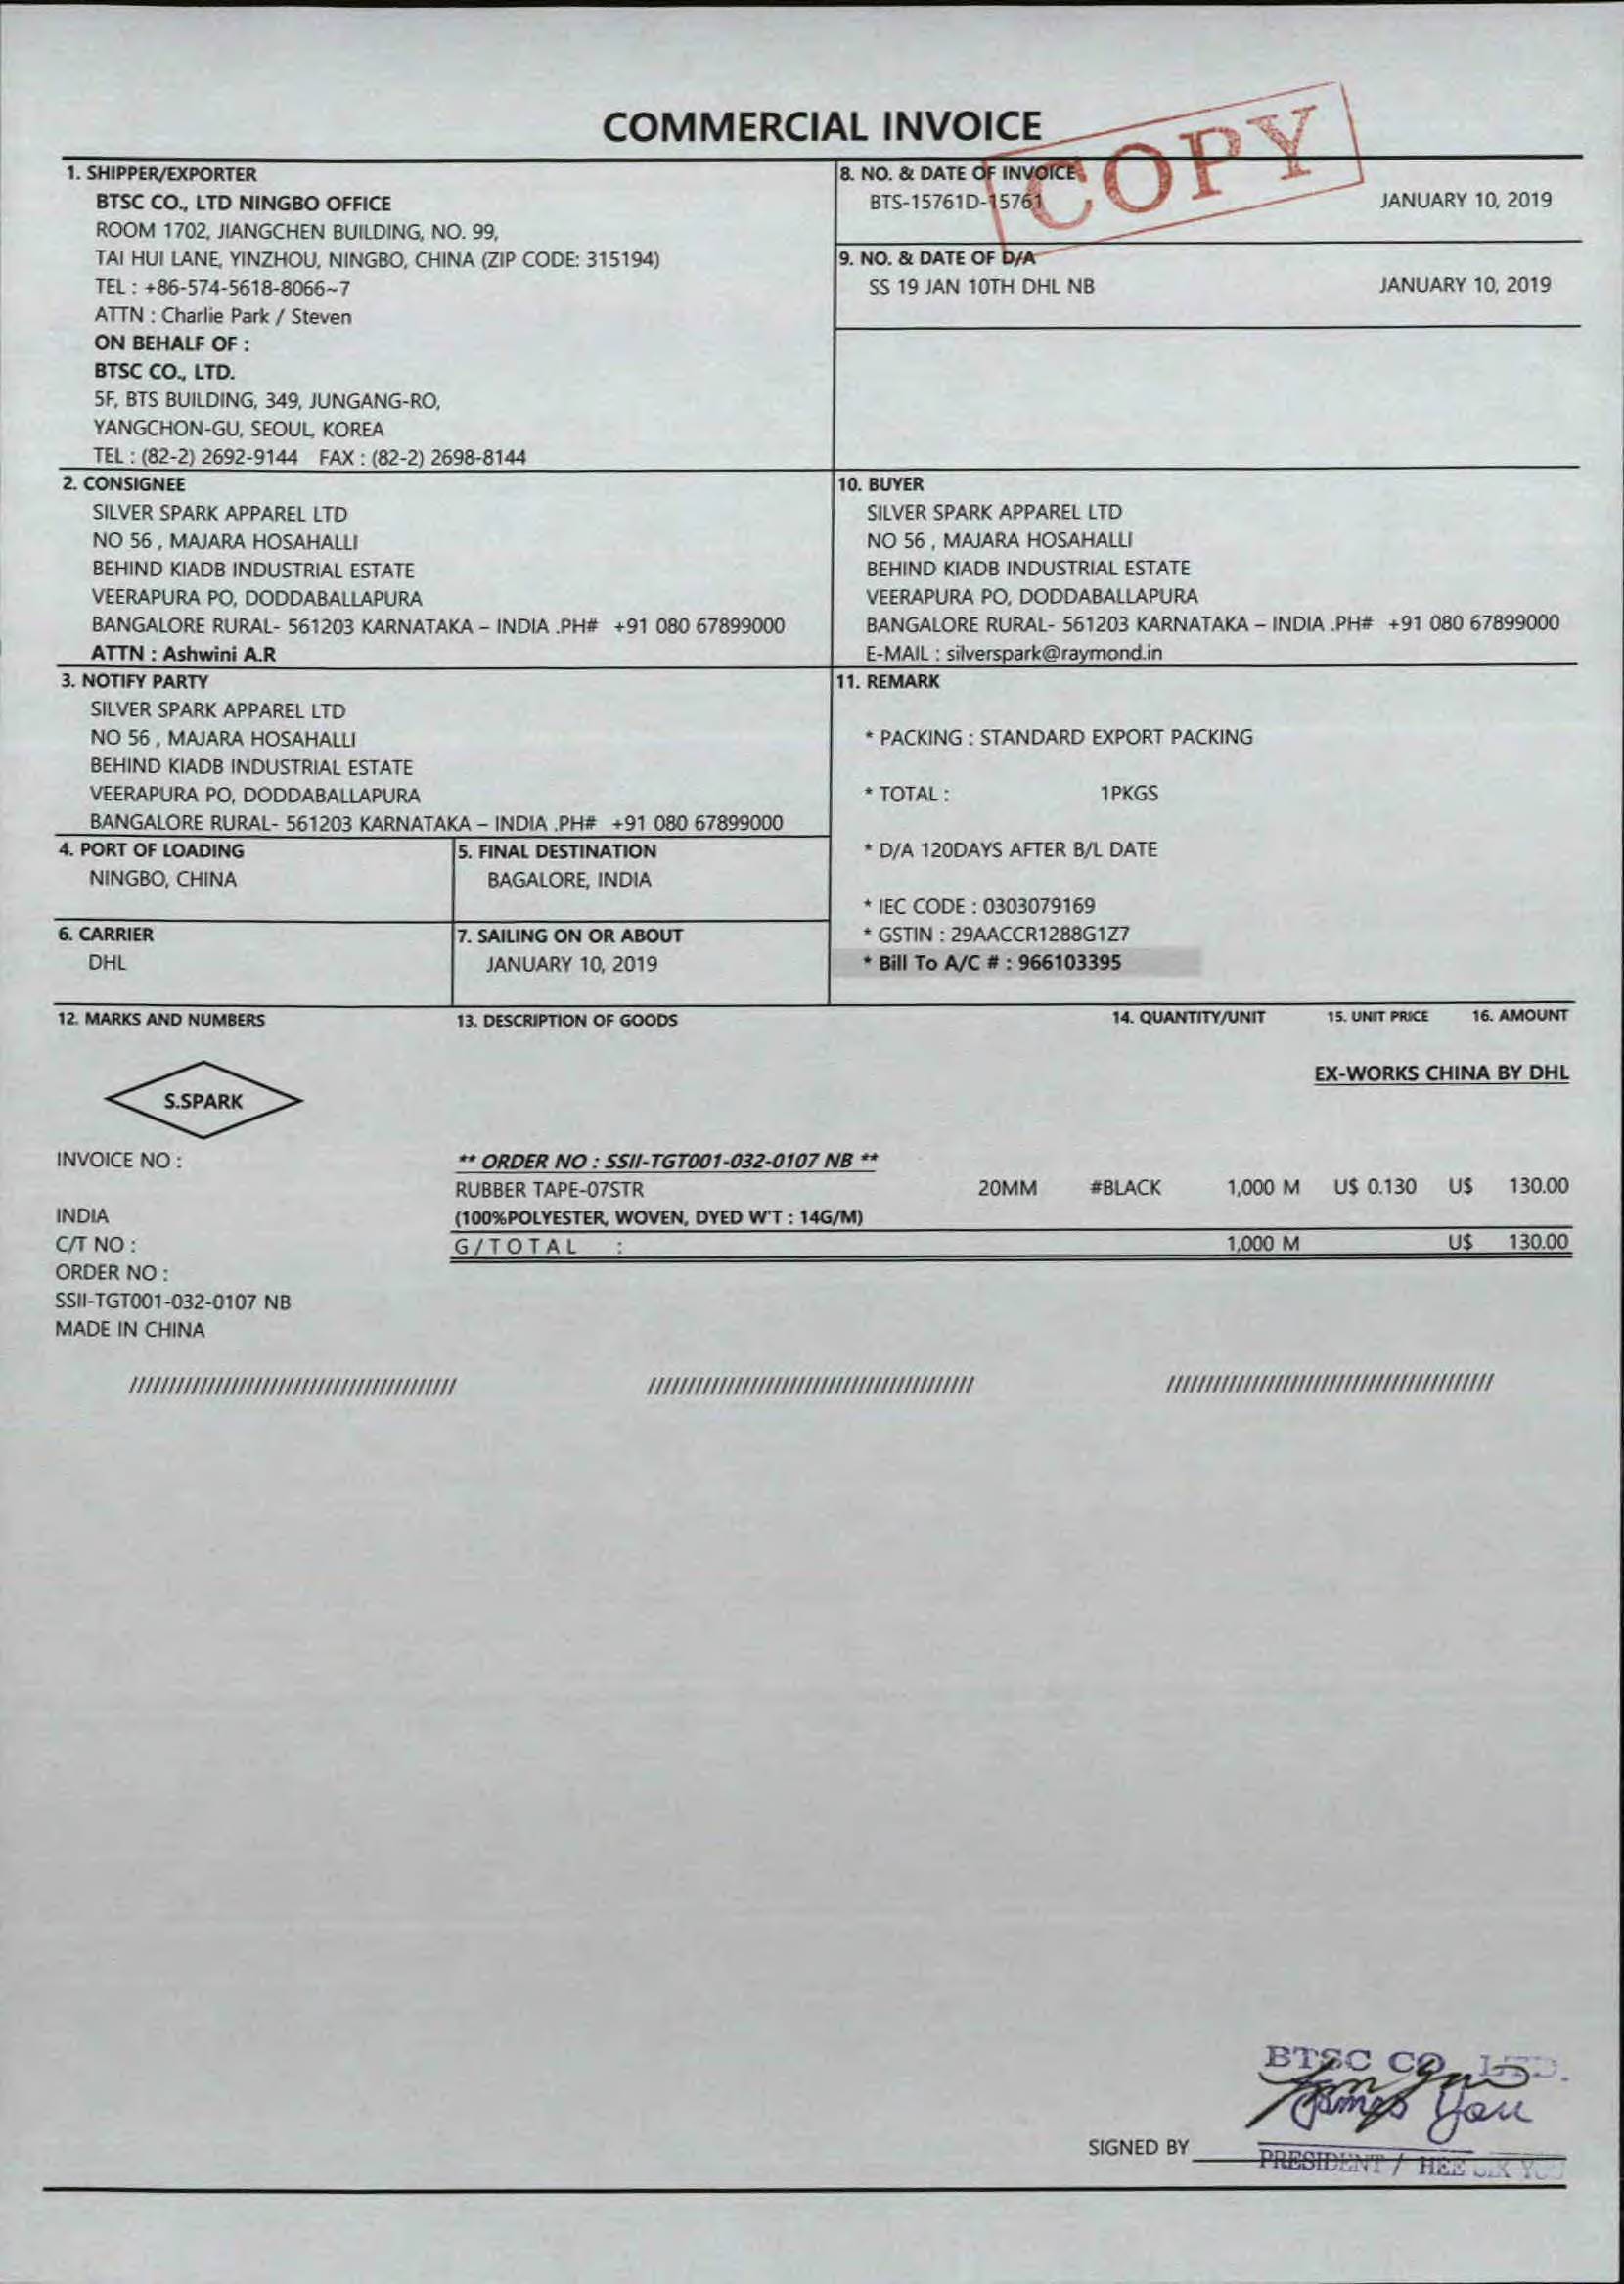 COMMERCIAL INVOICE
COPY
1. SHIPPER/EXPORTER
BTSC CO., LTD NINGBO OFFICE
ROOM 1702, JIANGCHEN BUILDING, NO. 99,
TAI HUI LANE, YINZHOU, NINGBO, CHINA (ZIP CODE: 315194)
TEL : +86-574-5618-8066~7
ATTN : Charlie Park / Steven
ON BEHALF OF :
BTSC CO., LTD.
5F, BTS BUILDING, 349, JUNGANG-RO,
YANGCHON-GU, SEOUL, KOREA
TEL : (82-2) 2692-9144 FAX : (82-2) 2698-8144
8. NO. & DATE OF INVOICE
BTS-15761D-15761 JANUARY 10, 2019
9. NO. & DATE OF D/A
SS 19 JAN 10TH DHL NB JANUARY 10, 2019
2. CONSIGNEE
SILVER SPARK APPAREL LTD
NO 56 , MAJARA HOSAHALLI
BEHIND KIADB INDUSTRIAL ESTATE
VEERAPURA PO, DODDABALLAPURA
BANGALORE RURAL- 561203 KARNATAKA – INDIA .PH# +91 080 67899000
ATTN : Ashwini A.R
10. BUYER
SILVER SPARK APPAREL LTD
NO 56 , MAJARA HOSAHALLI
BEHIND KIADB INDUSTRIAL ESTATE
VEERAPURA PO, DODDABALLAPURA
BANGALORE RURAL- 561203 KARNATAKA – INDIA .PH# +91 080 67899000
E-MAIL : silverspark@raymond.in
3. NOTIFY PARTY
SILVER SPARK APPAREL LTD
NO 56 , MAJARA HOSAHALLI
BEHIND KIADB INDUSTRIAL ESTATE
VEERAPURA PO, DODDABALLAPURA
BANGALORE RURAL- 561203 KARNATAKA – INDIA .PH# +91 080 67899000
4. PORT OF LOADING
NINGBO, CHINA
5. FINAL DESTINATION
BAGALORE, INDIA
6. CARRIER
DHL
7. SAILING ON OR ABOUT
JANUARY 10, 2019
11. REMARK
* PACKING : STANDARD EXPORT PACKING
* TOTAL : 1PKGS
* D/A 120DAYS AFTER B/L DATE
* IEC CODE : 0303079169
* GSTIN : 29AACCR1288G1Z7
* Bill To A/C # : 966103395
12. MARKS AND NUMBERS 13. DESCRIPTION OF GOODS 14. QUANTITY/UNIT 15. UNIT PRICE 16. AMOUNT
EX-WORKS CHINA BY DHL
S.SPARK
INVOICE NO :
INDIA
C/T NO :
ORDER NO :
SSII-TGT001-032-0107 NB
MADE IN CHINA
** ORDER NO : SSII-TGT001-032-0107 NB **
RUBBER TAPE-07STR 20MM #BLACK 1,000 M U$ 0.130 U$ 130.00
(100%POLYESTER, WOVEN, DYED W'T : 14G/M)
G/TOTAL : 1,000 M U$ 130.00
//////////////////////////////////////// //////////////////////////////////////// ////////////////////////////////////////
BTSC CO. LTD.
James You
SIGNED BY
PRESIDENT / HEE